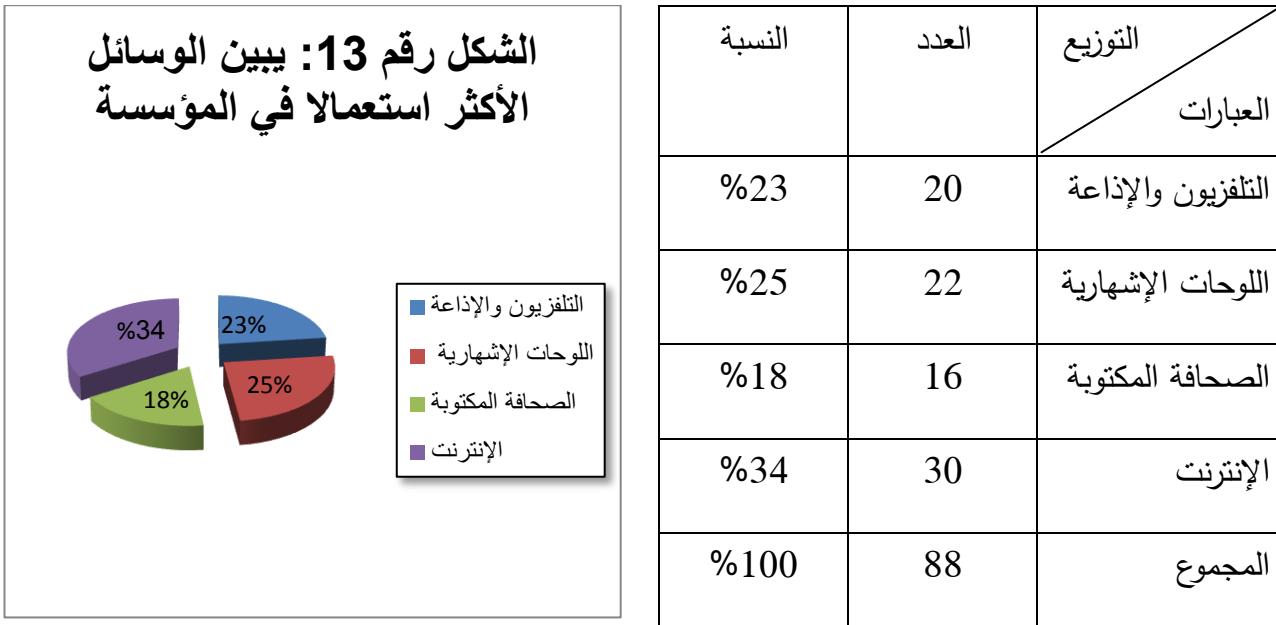 الشكل رقم 13: يبين الوسائل
الأكثر استعمالا في المؤسسة
%34
23%
25%
18%
التلفزيون والإذاعة
اللوحات الإشهارية
الصحافة المكتوبة
الإنترنت
التوزيع العدد النسبة
العبارات
التلفزيون والإذاعة 20 %23
اللوحات الإشهارية 22 %25
الصحافة المكتوبة 16 %18
الإنترنت 30 %34
المجموع 88 %100